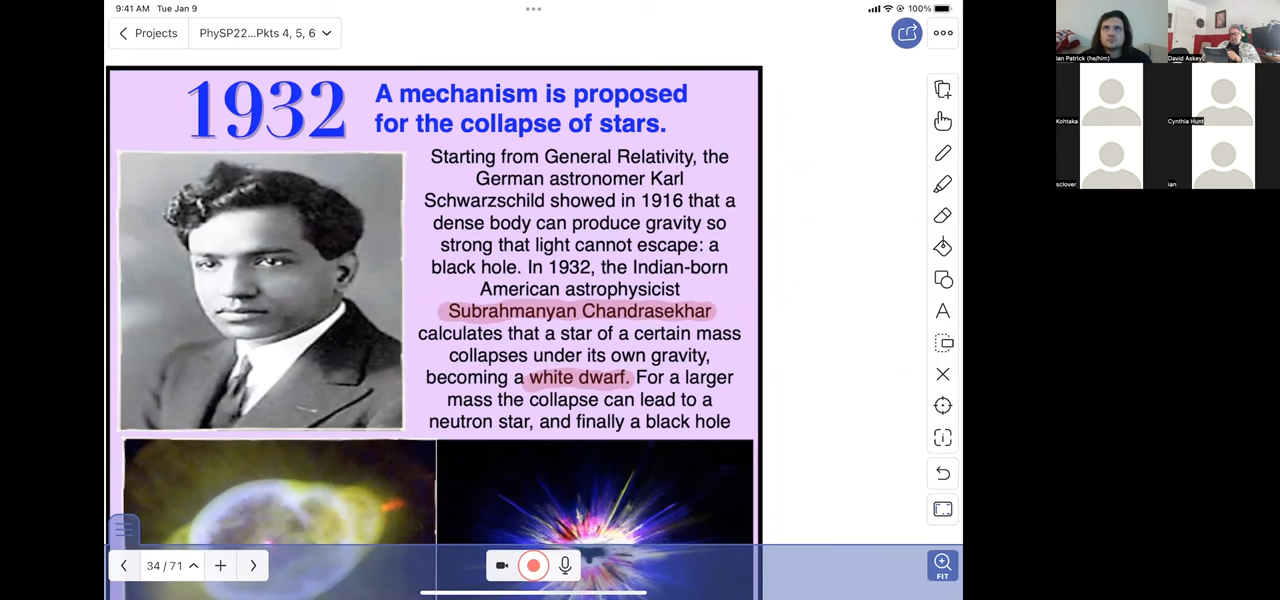 9:41 AM Tue Jan 9
100%
Projects
PhySP22...Pkts 4, 5, 6
1932
A mechanism is proposed
for the collapse of stars.
Starting from General Relativity, the
German astronomer Karl
Schwarzschild showed in 1916 that a
dense body can produce gravity so
strong that light cannot escape: a
black hole. In 1932, the Indian-born
American astrophysicist
Subrahmanyan Chandrasekhar
calculates that a star of a certain mass
collapses under its own gravity,
becoming a white dwarf. For a larger
mass the collapse can lead to a
neutron star, and finally a black hole
34 / 71
FIT
Ian Patrick (he/him)
David Askey
Kohtaka
Cynthia Hunt
sclover
ian